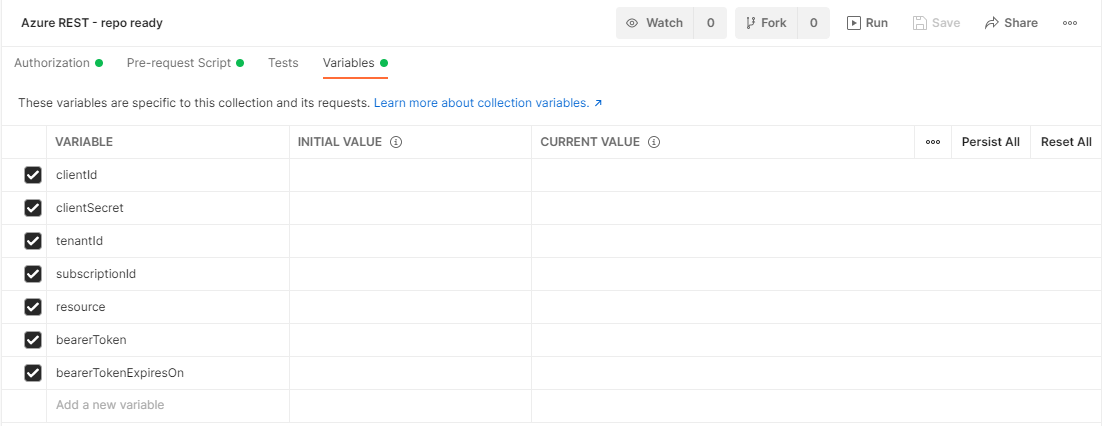 Azure REST - repo ready Watch 0 Fork 0 Run Save Share
Authorization Pre-request Script Tests Variables
These variables are specific to this collection and its requests. Learn more about collection variables. ↗
VARIABLE INITIAL VALUE CURRENT VALUE Persist All Reset All
clientId
clientSecret
tenantId
subscriptionId
resource
bearerToken
bearerTokenExpiresOn
Add a new variable